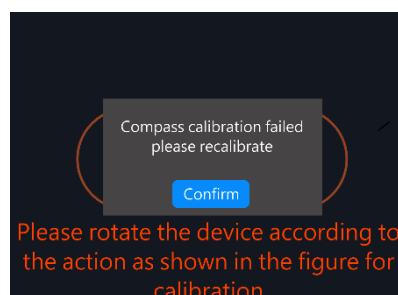 Compass calibration failed
please recalibrate
Confirm
Please rotate the device according to
the action as shown in the figure for
calibration